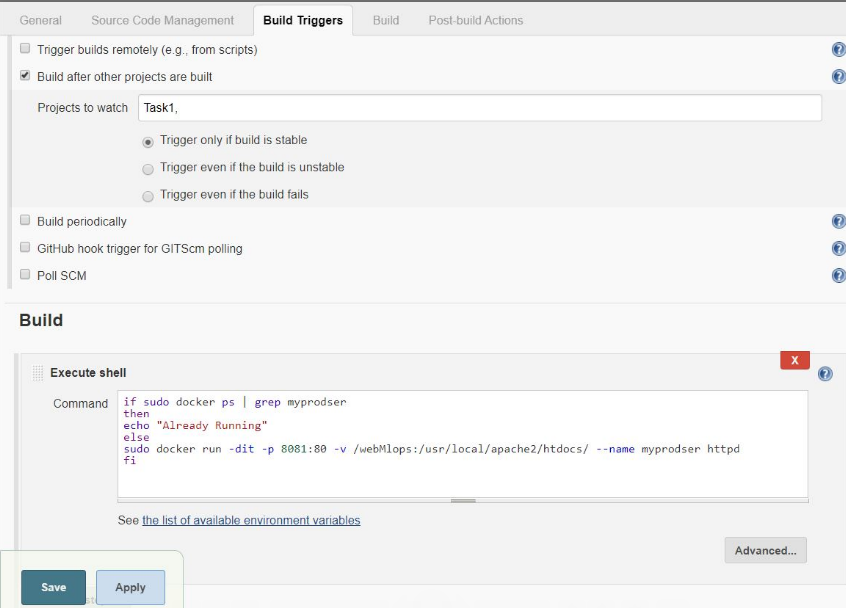 General Source Code Management Build Triggers Build Post-build Actions
Trigger builds remotely (e.g., from scripts)
Build after other projects are built
Projects to watch Task1,
Trigger only if build is stable
Trigger even if the build is unstable
Trigger even if the build fails
Build periodically
GitHub hook trigger for GITScm polling
Poll SCM
Build
X
Execute shell
Command
if sudo docker ps | grep myprodser
then
echo "Already Running"
else
sudo docker run -dit -p 8081:80 -v /webMlops:/usr/local/apache2/htdocs/ --name myprodser httpd
fi
See the list of available environment variables
Advanced...
Save Apply